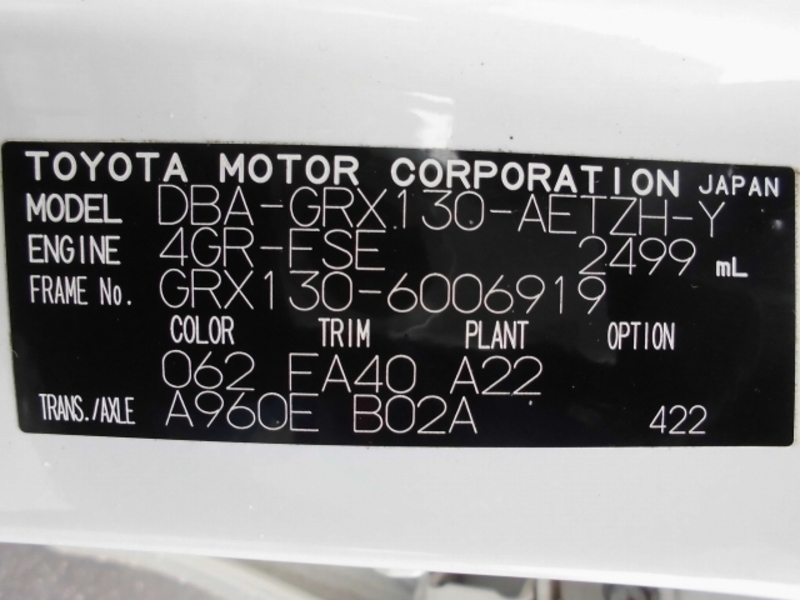 TOYOTA MOTOR CORPORATION JAPAN
MODEL DBA-GRX130-AETZH-Y
ENGINE 4GR-FSE 2499 mL
FRAME No. GRX130-6006919
COLOR TRIM PLANT OPTION
062 FA40 A22
TRANS./AXLE A960E B02A 422